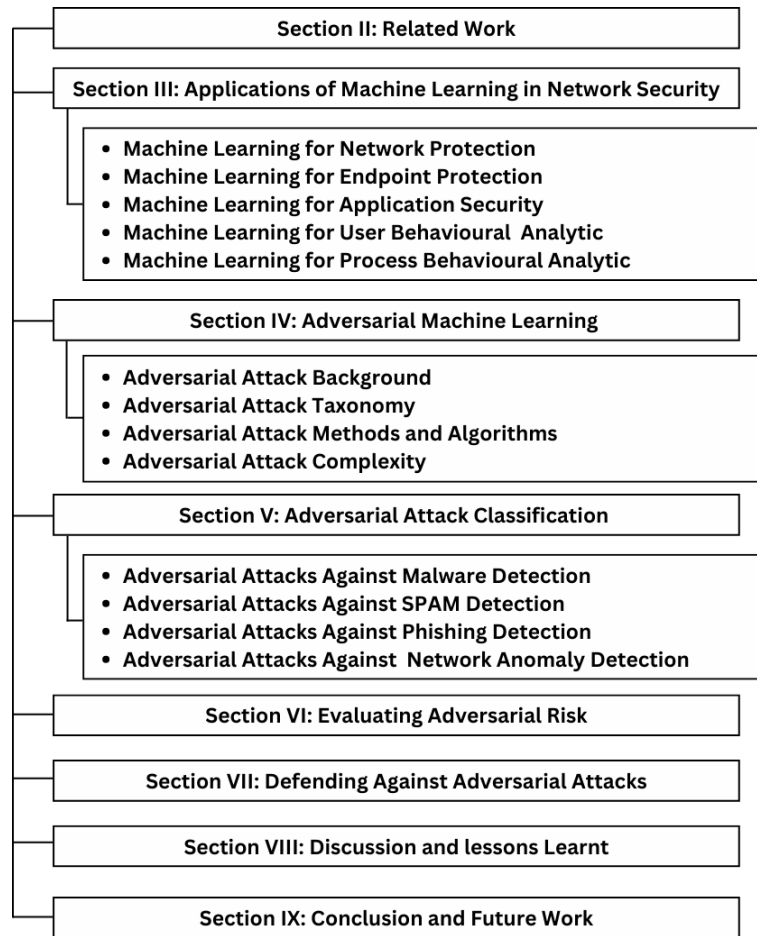 Section II: Related Work
Section III: Applications of Machine Learning in Network Security
• Machine Learning for Network Protection
• Machine Learning for Endpoint Protection
• Machine Learning for Application Security
• Machine Learning for User Behavioural  Analytic
• Machine Learning for Process Behavioural Analytic
Section IV: Adversarial Machine Learning
• Adversarial Attack Background
• Adversarial Attack Taxonomy
• Adversarial Attack Methods and Algorithms
• Adversarial Attack Complexity
Section V: Adversarial Attack Classification
• Adversarial Attacks Against Malware Detection
• Adversarial Attacks Against SPAM Detection
• Adversarial Attacks Against Phishing Detection
• Adversarial Attacks Against  Network Anomaly Detection
Section VI: Evaluating Adversarial Risk
Section VII: Defending Against Adversarial Attacks
Section VIII: Discussion and lessons Learnt
Section IX: Conclusion and Future Work